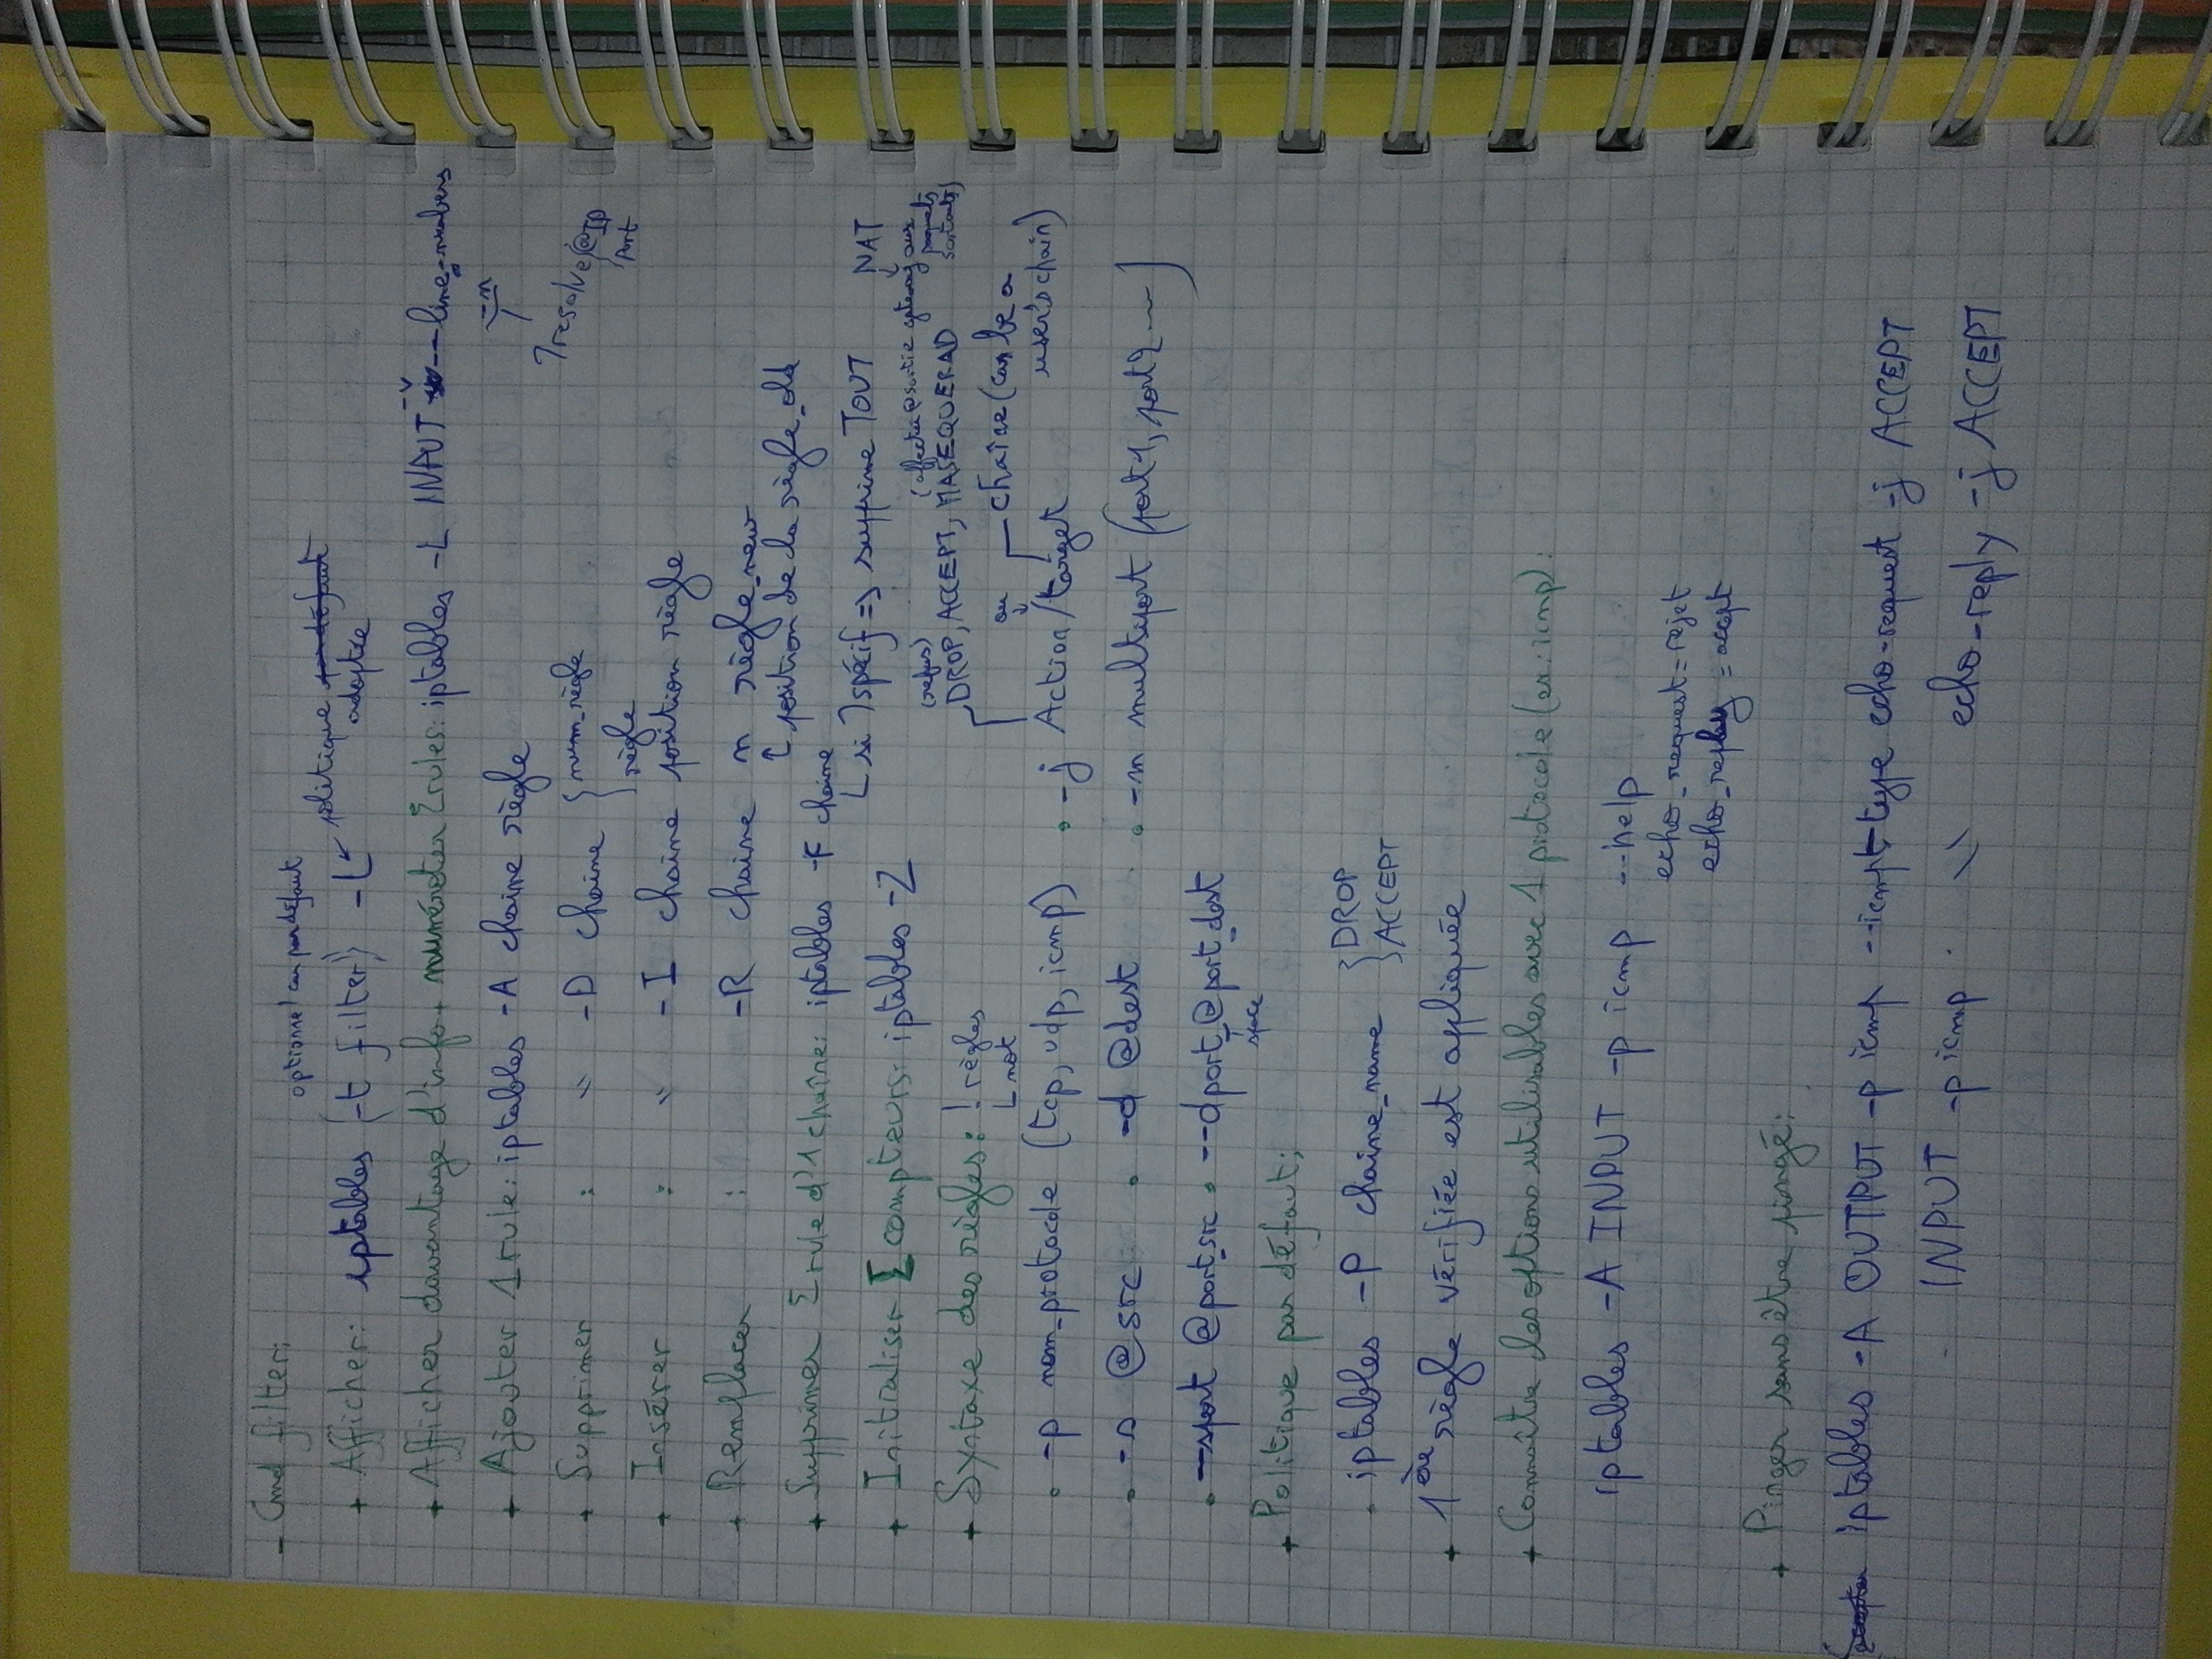 - Cmd filter:
optionnel car par défaut
+ Afficher: iptables (-t filter) -L politique par défaut adoptée
+ Afficher davantage d'info + numéroter Σ rules: iptables -L INPUT -v --line-numbers
-n
+ Ajouter 1 rule: iptables -A chaine règle
⌉resolve { @IP
Port
+ Supprimer : " -D chaine { num_règle
règle
+ Insérer : " -I chaine position règle
+ Remplacer : -R chaine n règle_new
position de la règle_old
+ Supprimer Σ rule d'1 chaîne: iptables -F chaine
si ⌉spécif => supprime TOUT
+ Initialiser Σ compteurs: iptables -Z
NAT
(refus) (affecter @sortie gateway aux paquets sortants)
DROP, ACCEPT, MASEQUERAD
+ Syntaxe des règles: ! règles
not
ou chaîne (can be a user's chain)
• -p nom_protocole (tcp, udp, icmp) • -j Action/target
• -s @src • -d @dest • -m multiport (port1, port2 ...)
• --sport @port_src • --dport @port_dest
space
+ Politique par défaut:
iptables -P chaine_name { DROP
ACCEPT
+ 1ère règle vérifiée est appliquée
+ Connaître les options utilisables avec 1 protocole (ex: icmp):
iptables -A INPUT -p icmp --help
echo_request = rejet
echo_reply = accept
+ Pinger sans être pingé:
iptables -A OUTPUT -p icmp --icmp-type echo-request -j ACCEPT
INPUT -p icmp " echo-reply -j ACCEPT